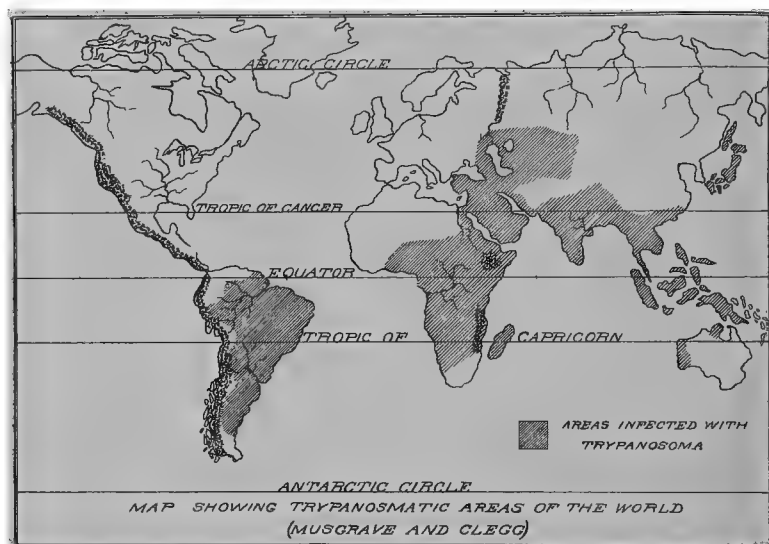 ARCTIC CIRCLE
TROPIC OF CANCER
EQUATOR
TROPIC OF CAPRICORN
AREAS INFECTED WITH
TRYPANOSOMA
ANTARCTIC CIRCLE
MAP SHOWING TRYPANOSMATIC AREAS OF THE WORLD
(MUSGRAVE AND CLEGG)